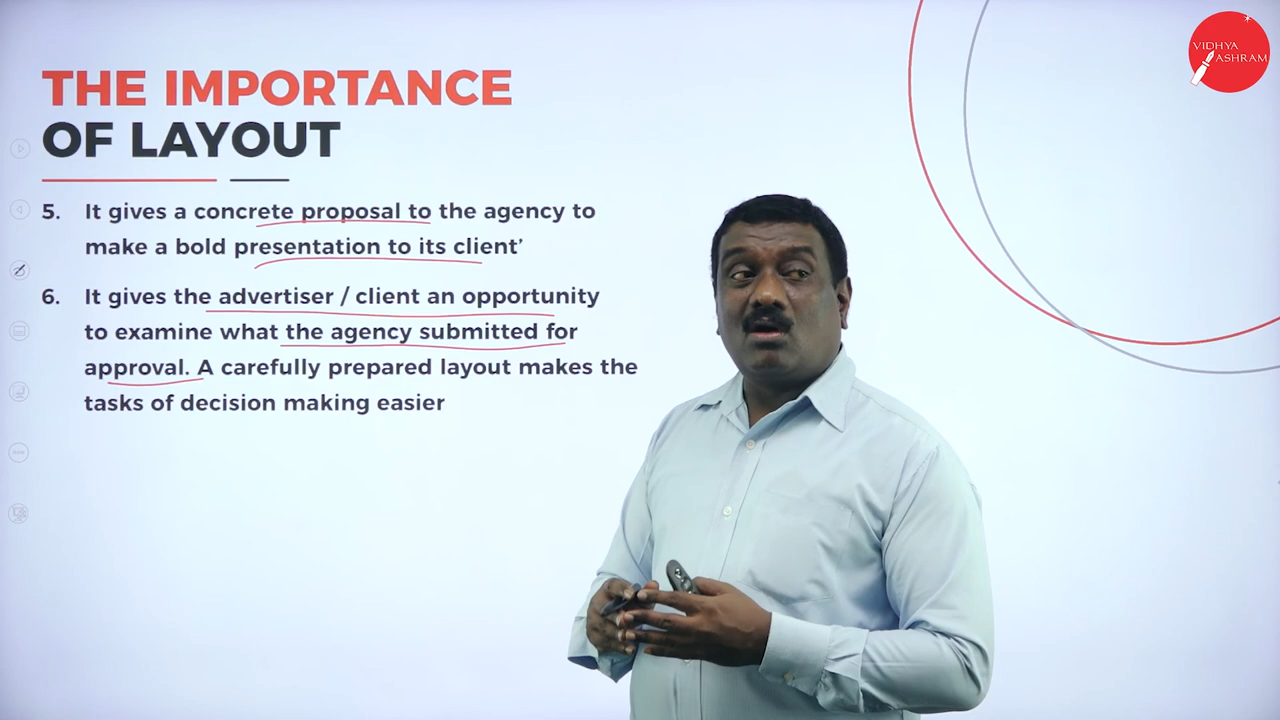 THE IMPORTANCE
OF LAYOUT
5. It gives a concrete proposal to the agency to
make a bold presentation to its client’
6. It gives the advertiser / client an opportunity
to examine what the agency submitted for
approval. A carefully prepared layout makes the
tasks of decision making easier
VIDHYA
ASHRAM